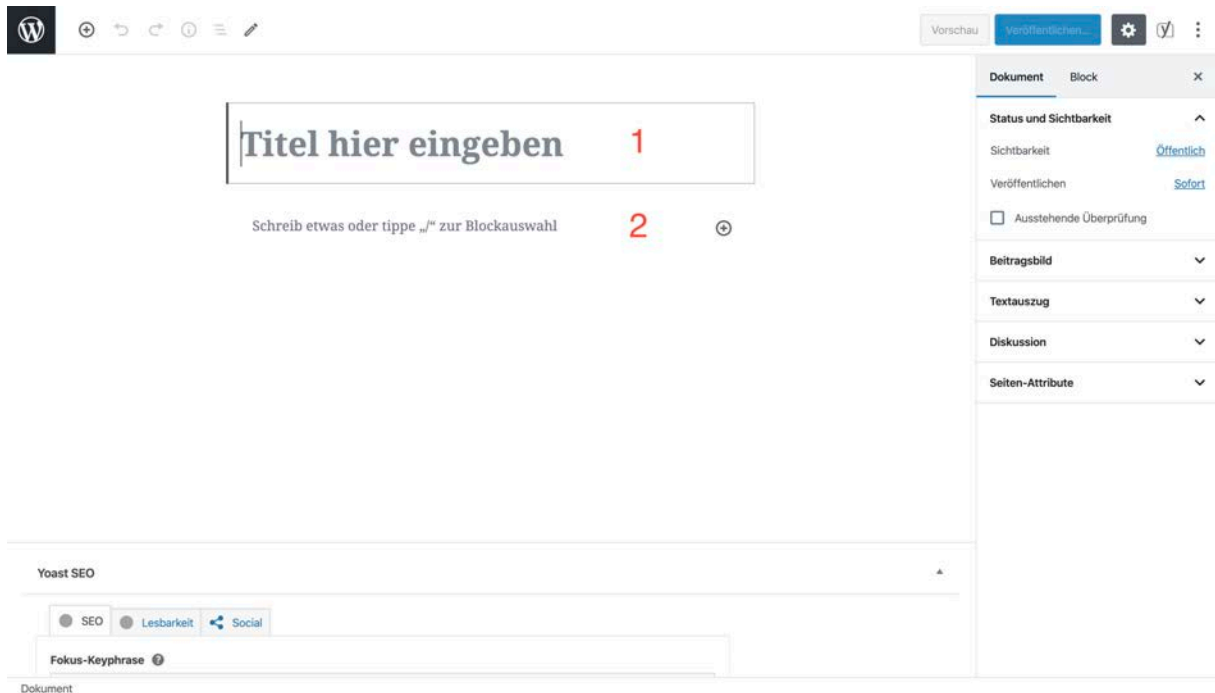 Vorschau
Veröffentlichen...
Dokument
Block
Status und Sichtbarkeit
Sichtbarkeit
Öffentlich
Veröffentlichen
Sofort
Ausstehende Überprüfung
Beitragsbild
Textauszug
Diskussion
Seiten-Attribute
Titel hier eingeben
1
Schreib etwas oder tippe „/“ zur Blockauswahl
2
Yoast SEO
SEO
Lesbarkeit
Social
Fokus-Keyphrase
Dokument